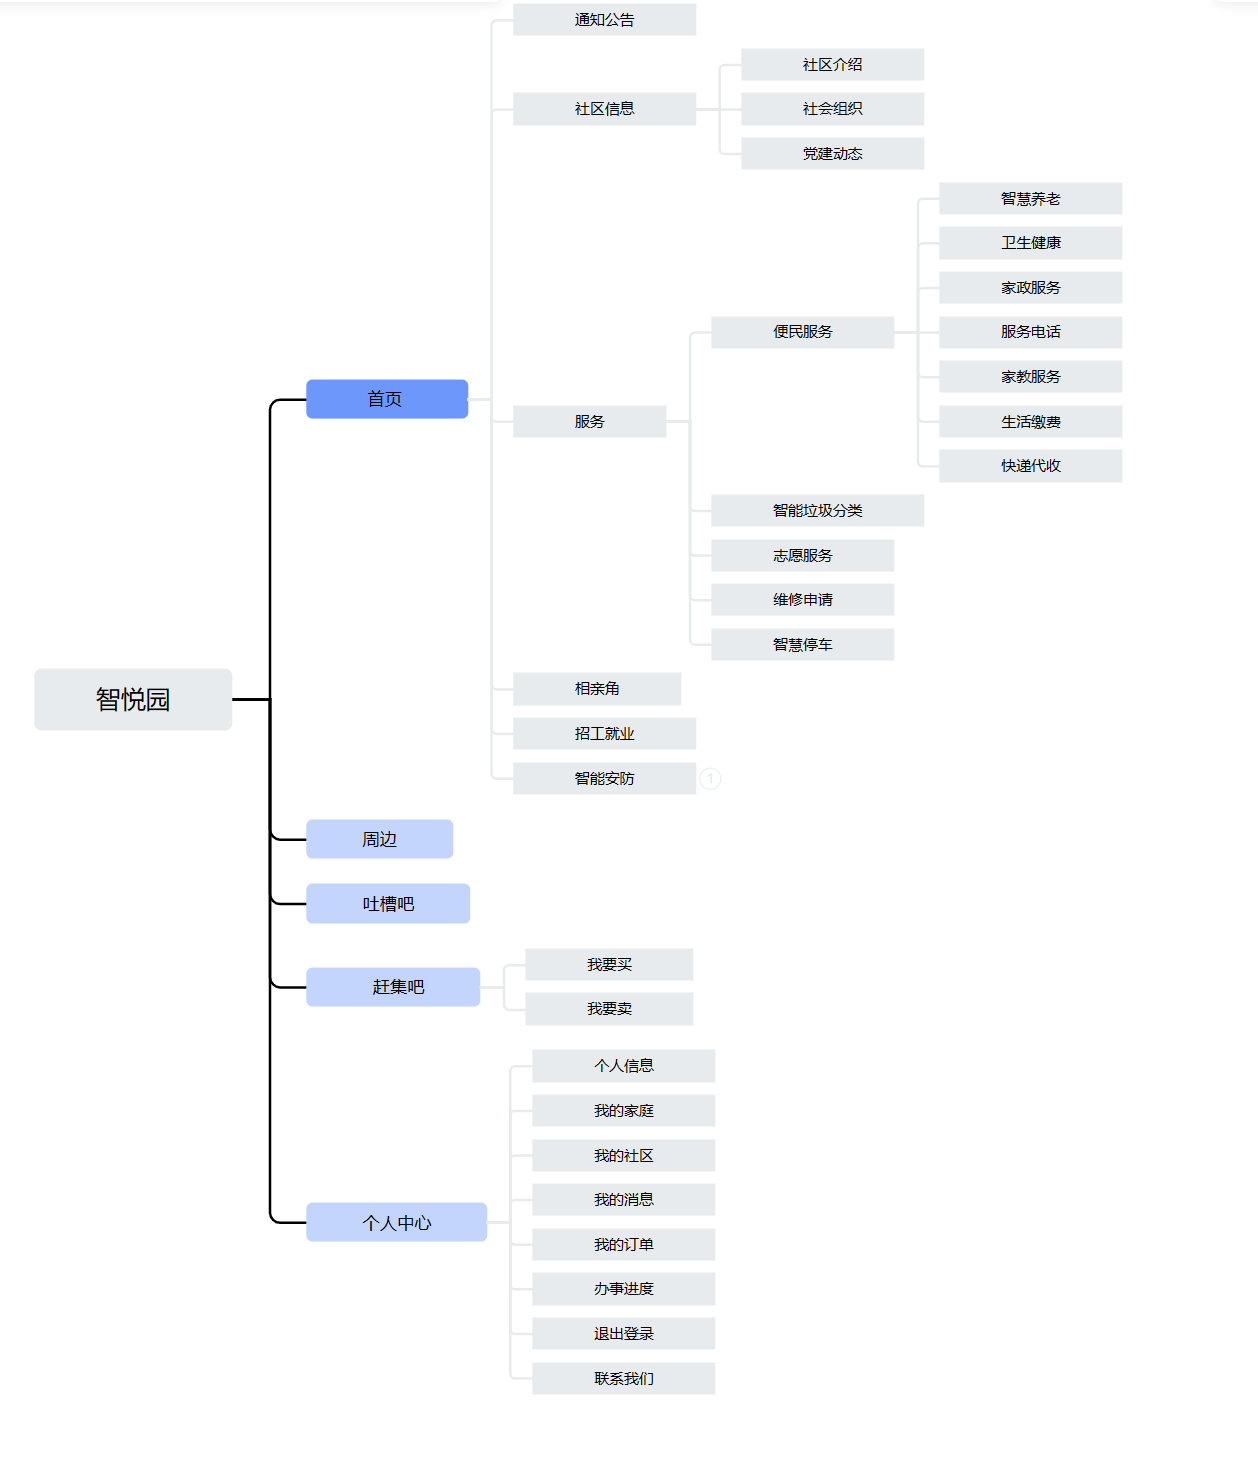 智悦园
首页
通知公告
社区信息
社区介绍
社会组织
党建动态
服务
便民服务
智慧养老
卫生健康
家政服务
服务电话
家教服务
生活缴费
快递代收
智能垃圾分类
志愿服务
维修申请
智慧停车
相亲角
招工就业
智能安防
1
周边
吐槽吧
赶集吧
我要买
我要卖
个人中心
个人信息
我的家庭
我的社区
我的消息
我的订单
办事进度
退出登录
联系我们